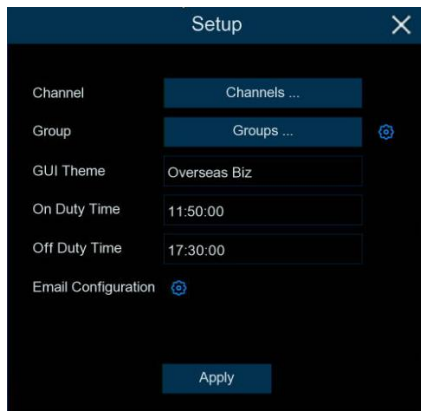 Setup
Channel Channels ...
Group Groups ...
GUI Theme Overseas Biz
On Duty Time 11:50:00
Off Duty Time 17:30:00
Email Configuration
Apply